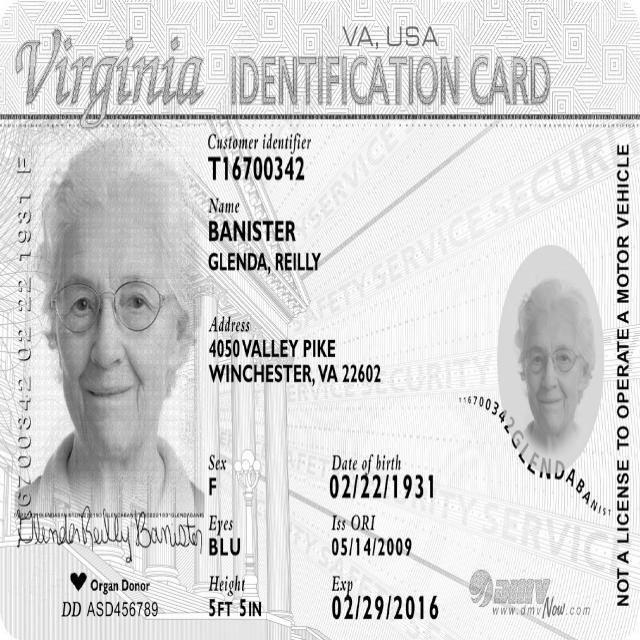 VA, USA
Virginia IDENTIFICATION CARD
Customer identifier
T16700342
Name
BANISTER
GLENDA, REILLY
Address
4050 VALLEY PIKE
WINCHESTER, VA 22602
Sex
F
Date of birth
02/22/1931
Eyes
BLU
Iss ORI
05/14/2009
Height
5FT 5IN
Exp
02/29/2016
Glenda Reilly Banister
♥ Organ Donor
DD ASD456789
T16700342 02 22 1931 F
SAFETY SERVICE SECURITY
116700342GLENDABANIST
DMV
www.dmvNow.com
NOT A LICENSE TO OPERATE A MOTOR VEHICLE